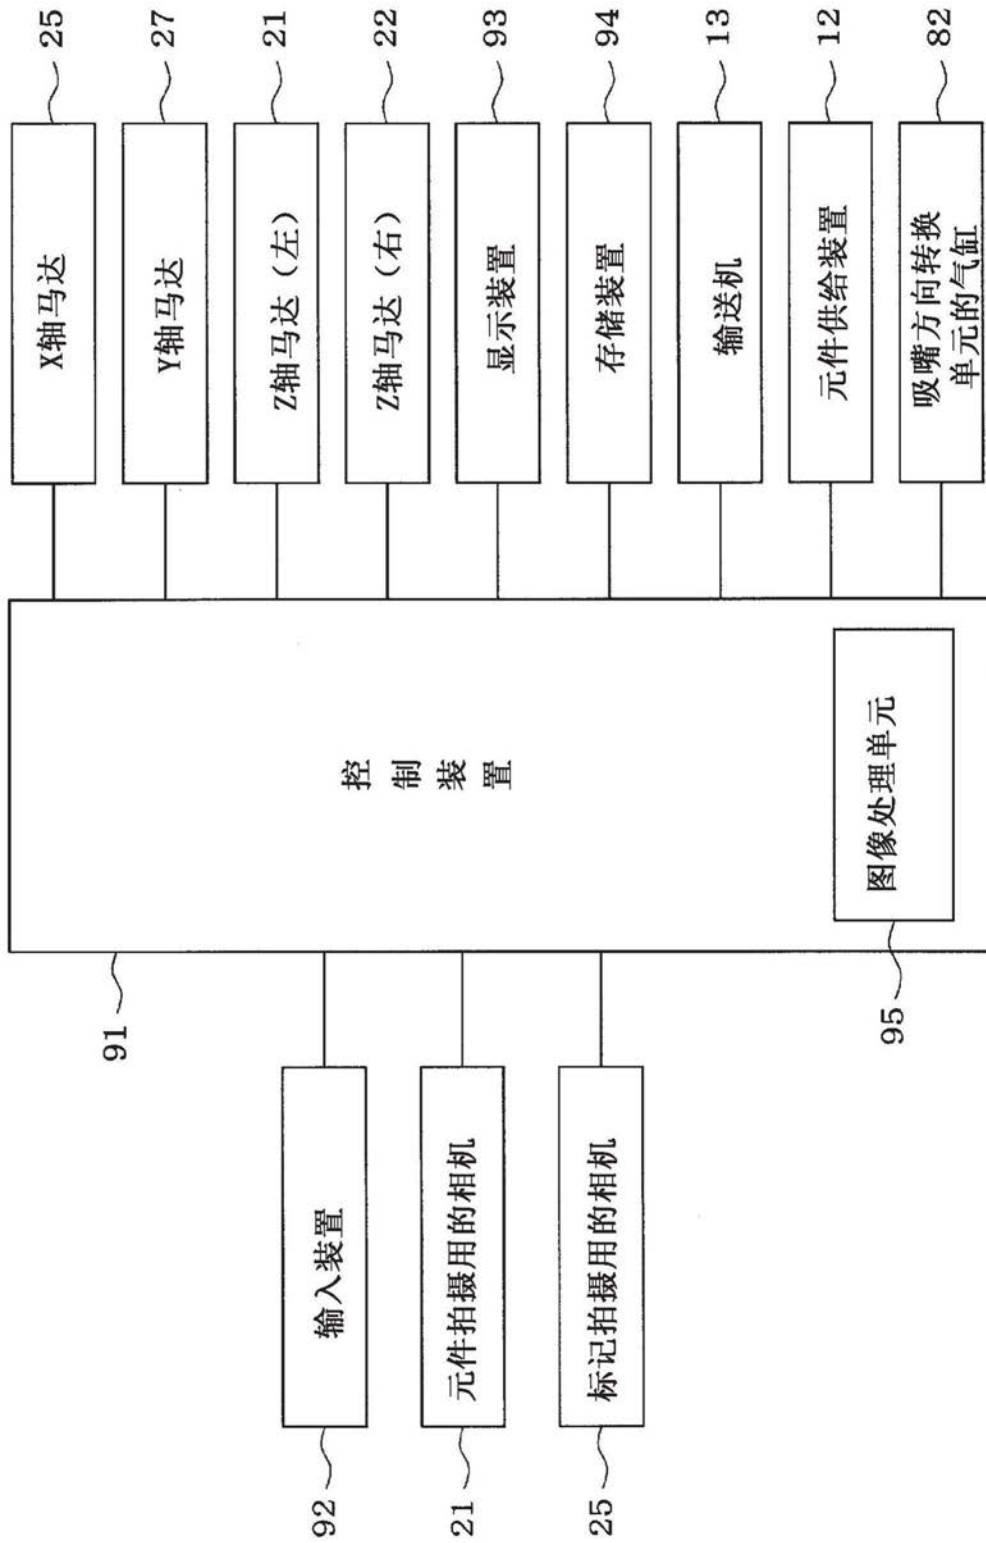 92
输入装置
21
元件拍摄用的相机
25
标记拍摄用的相机
91
控制装置
图像处理单元
95
X轴马达
25
Y轴马达
27
Z轴马达（左）
21
Z轴马达（右）
22
显示装置
93
存储装置
94
输送机
13
元件供给装置
12
吸嘴方向转换
单元的气缸
82